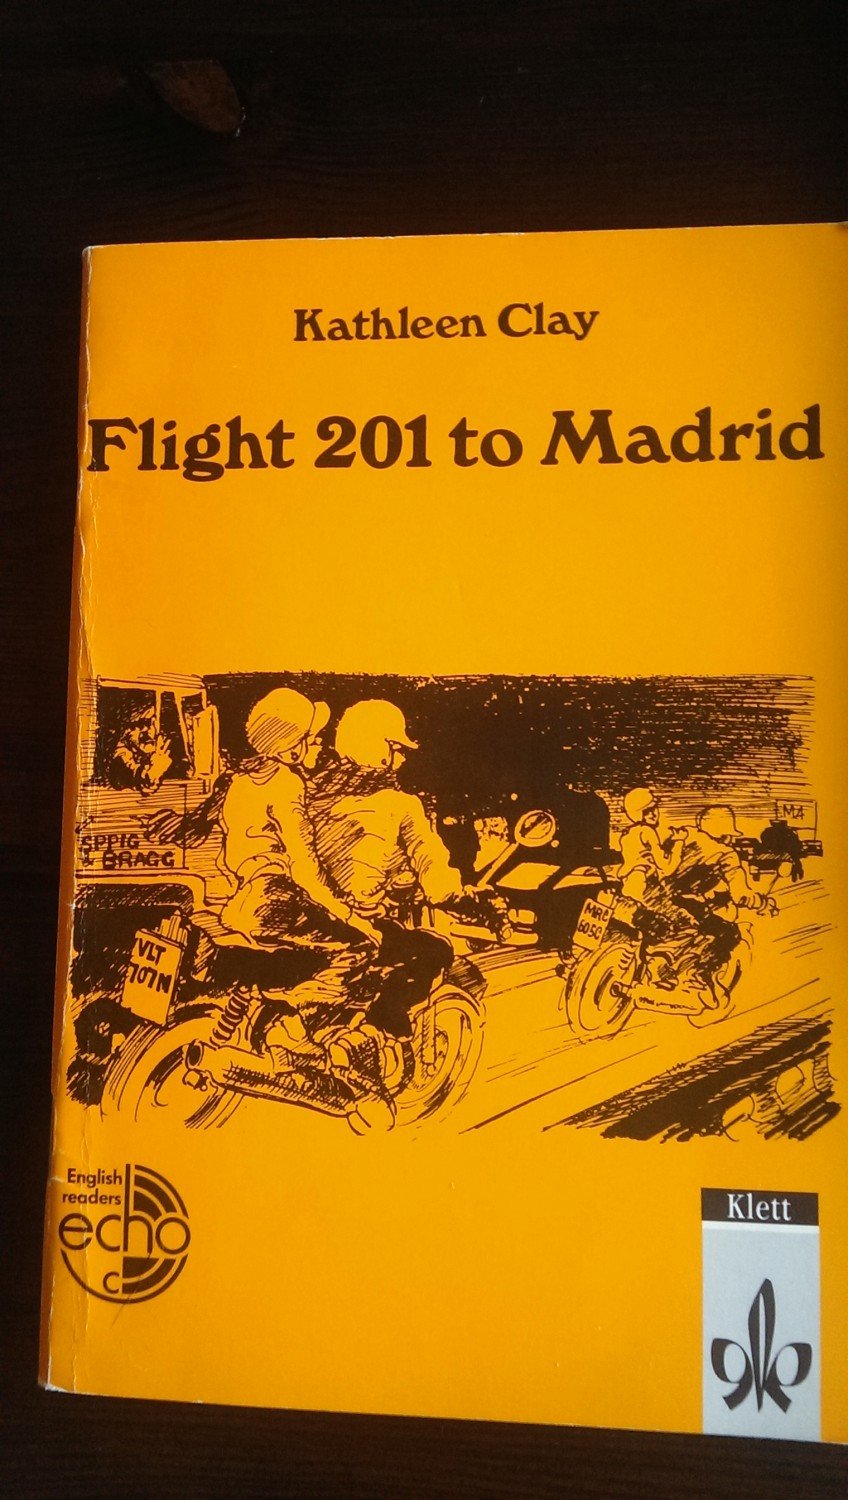 Kathleen Clay
Flight 201 to Madrid
SPPIG
& BRAGG
VLT
707N
M4
English
readers
echo
C
Klett